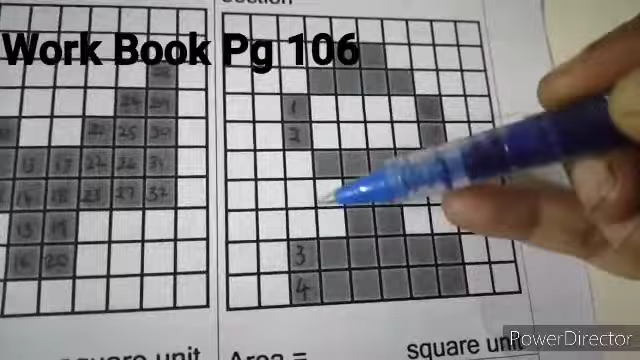 section
Work Book Pg 106
24 29
1
25 30
2
13 17 22 26 31
14 18 23 27 32
15 19
3
16 20
4
square unit
Area = square unit
PowerDirector